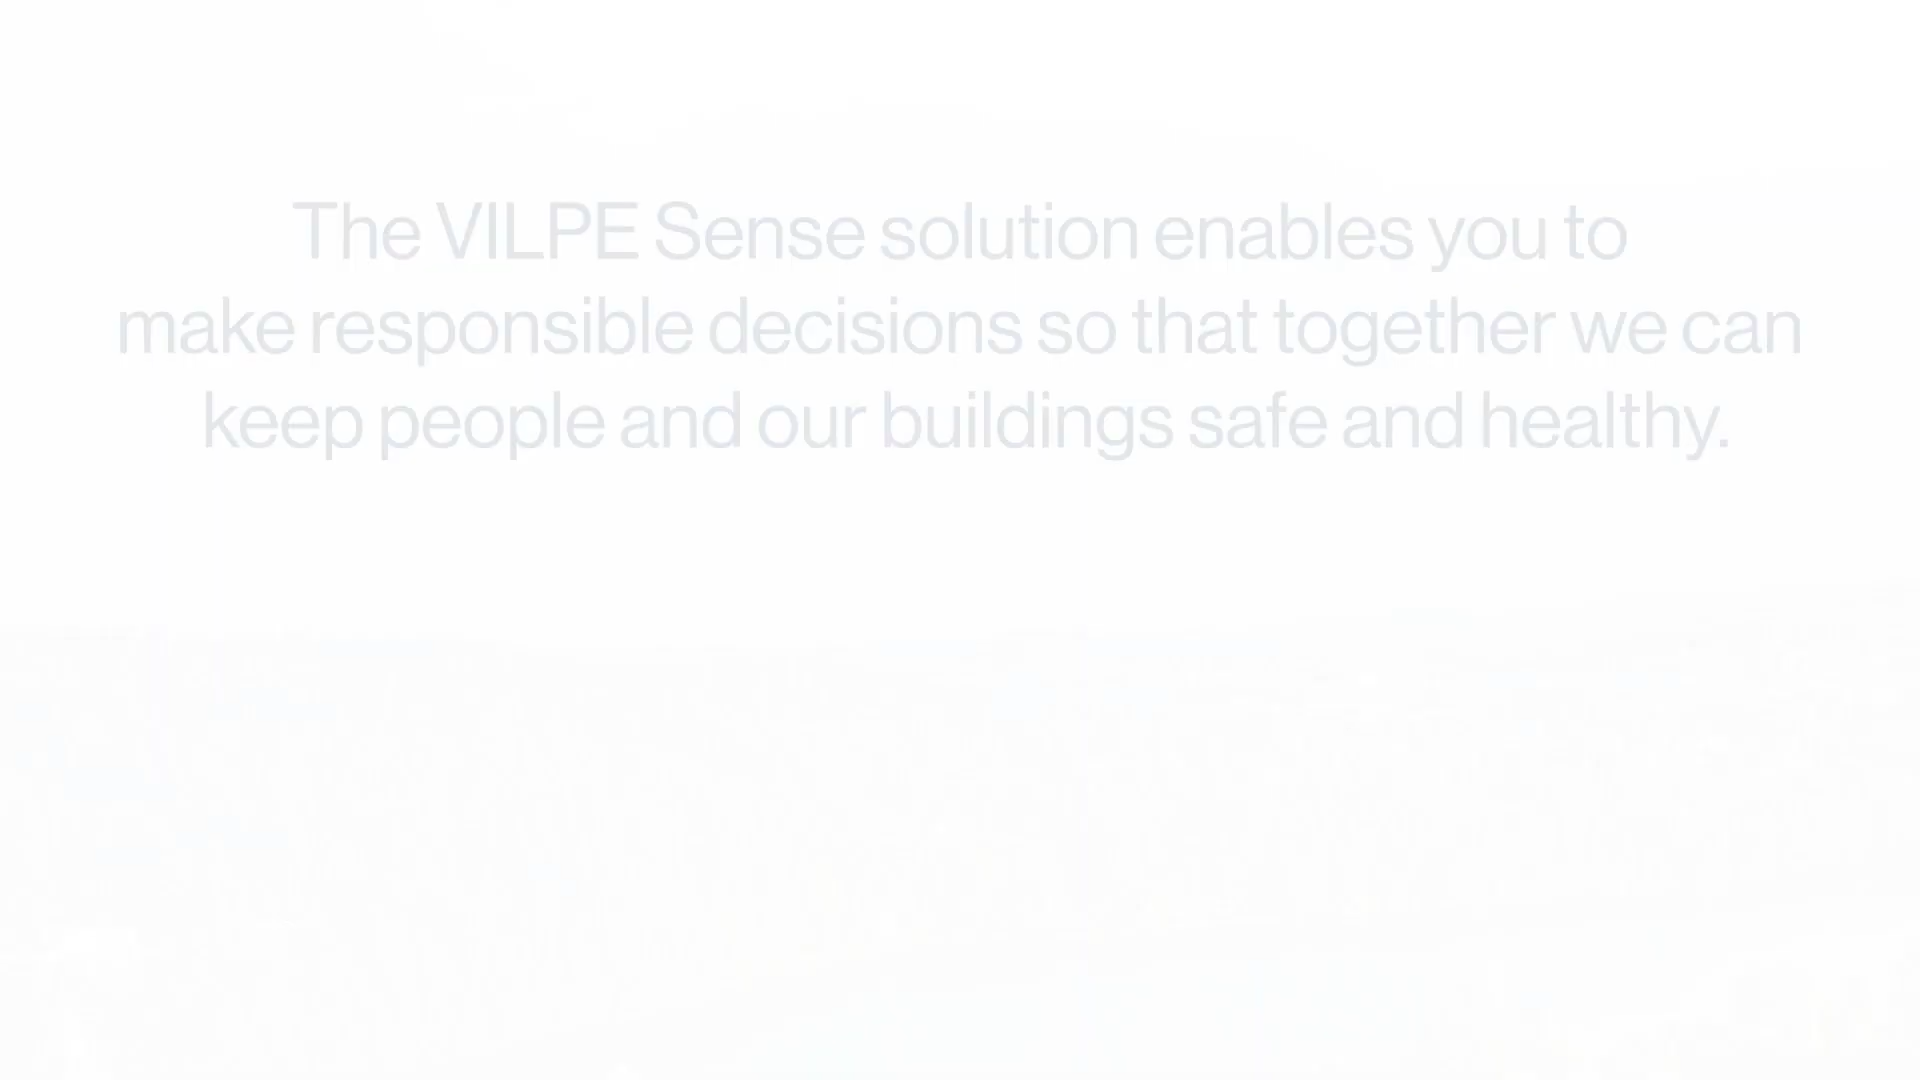 The VILPE Sense solution enables you to
make responsible decisions so that together we can
keep people and our buildings safe and healthy.